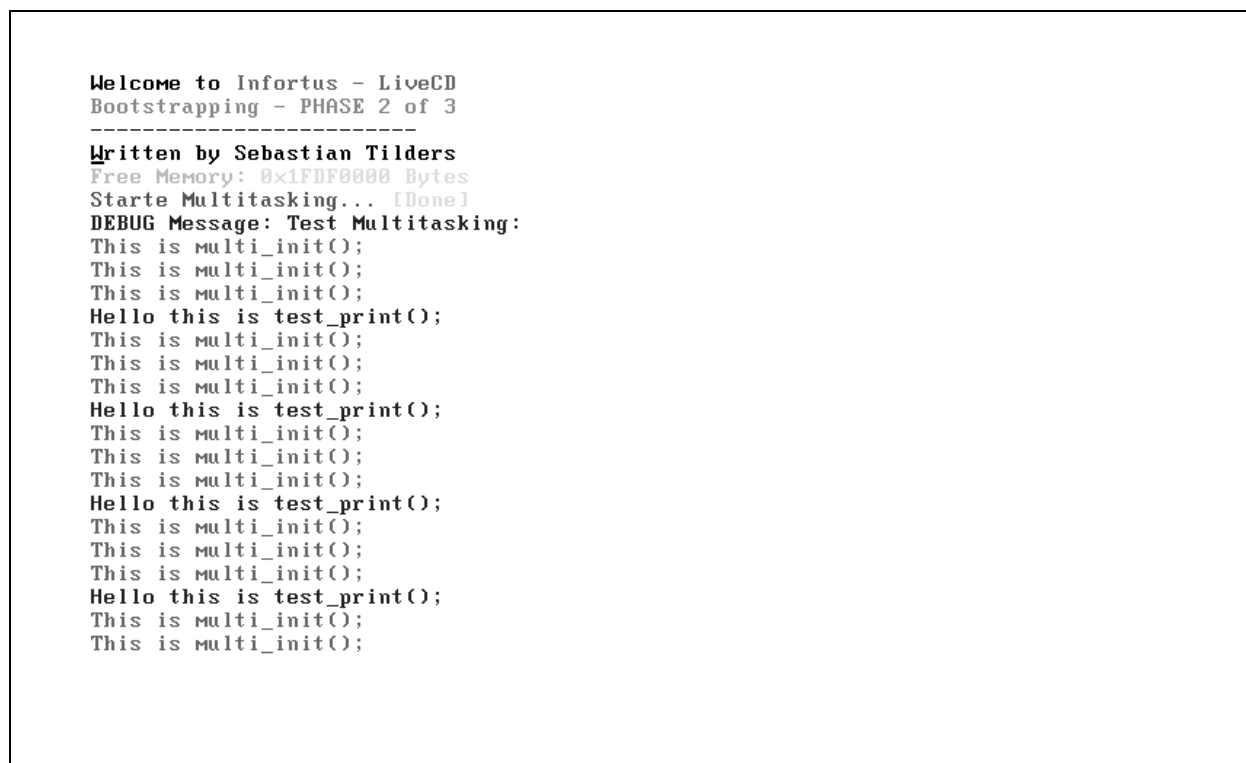 Welcome to Infortus - LiveCD
Bootstrapping - PHASE 2 of 3
-------------------------
Written by Sebastian Tilders
Free Memory: 0x1FDF0000 Bytes
Starte Multitasking... [Done]
DEBUG Message: Test Multitasking:
This is multi_init();
This is multi_init();
This is multi_init();
Hello this is test_print();
This is multi_init();
This is multi_init();
This is multi_init();
Hello this is test_print();
This is multi_init();
This is multi_init();
This is multi_init();
Hello this is test_print();
This is multi_init();
This is multi_init();
This is multi_init();
Hello this is test_print();
This is multi_init();
This is multi_init();